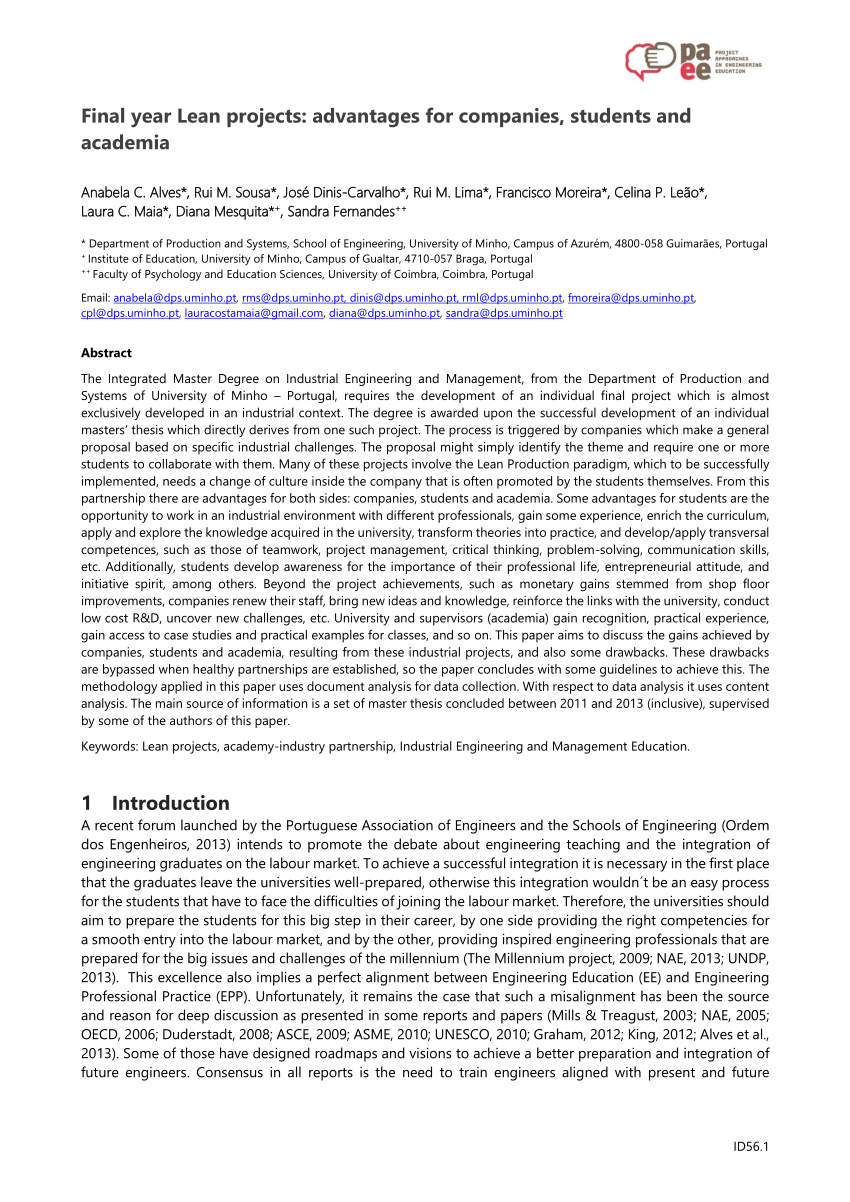 paee
PROJECT
APPROACHES
IN ENGINEERING
EDUCATION
Final year Lean projects: advantages for companies, students and
academia
Anabela C. Alves*, Rui M. Sousa*, José Dinis-Carvalho*, Rui M. Lima*, Francisco Moreira*, Celina P. Leão*,
Laura C. Maia*, Diana Mesquita*⁺, Sandra Fernandes⁺⁺
* Department of Production and Systems, School of Engineering, University of Minho, Campus of Azurém, 4800-058 Guimarães, Portugal
⁺ Institute of Education, University of Minho, Campus of Gualtar, 4710-057 Braga, Portugal
⁺⁺ Faculty of Psychology and Education Sciences, University of Coimbra, Coimbra, Portugal
Email: anabela@dps.uminho.pt, rms@dps.uminho.pt, dinis@dps.uminho.pt, rml@dps.uminho.pt, fmoreira@dps.uminho.pt,
cpl@dps.uminho.pt, lauracostamaia@gmail.com, diana@dps.uminho.pt, sandra@dps.uminho.pt
Abstract
The Integrated Master Degree on Industrial Engineering and Management, from the Department of Production and
Systems of University of Minho – Portugal, requires the development of an individual final project which is almost
exclusively developed in an industrial context. The degree is awarded upon the successful development of an individual
masters’ thesis which directly derives from one such project. The process is triggered by companies which make a general
proposal based on specific industrial challenges. The proposal might simply identify the theme and require one or more
students to collaborate with them. Many of these projects involve the Lean Production paradigm, which to be successfully
implemented, needs a change of culture inside the company that is often promoted by the students themselves. From this
partnership there are advantages for both sides: companies, students and academia. Some advantages for students are the
opportunity to work in an industrial environment with different professionals, gain some experience, enrich the curriculum,
apply and explore the knowledge acquired in the university, transform theories into practice, and develop/apply transversal
competences, such as those of teamwork, project management, critical thinking, problem-solving, communication skills,
etc. Additionally, students develop awareness for the importance of their professional life, entrepreneurial attitude, and
initiative spirit, among others. Beyond the project achievements, such as monetary gains stemmed from shop floor
improvements, companies renew their staff, bring new ideas and knowledge, reinforce the links with the university, conduct
low cost R&D, uncover new challenges, etc. University and supervisors (academia) gain recognition, practical experience,
gain access to case studies and practical examples for classes, and so on. This paper aims to discuss the gains achieved by
companies, students and academia, resulting from these industrial projects, and also some drawbacks. These drawbacks
are bypassed when healthy partnerships are established, so the paper concludes with some guidelines to achieve this. The
methodology applied in this paper uses document analysis for data collection. With respect to data analysis it uses content
analysis. The main source of information is a set of master thesis concluded between 2011 and 2013 (inclusive), supervised
by some of the authors of this paper.
Keywords: Lean projects, academy-industry partnership, Industrial Engineering and Management Education.
1 Introduction
A recent forum launched by the Portuguese Association of Engineers and the Schools of Engineering (Ordem
dos Engenheiros, 2013) intends to promote the debate about engineering teaching and the integration of
engineering graduates on the labour market. To achieve a successful integration it is necessary in the first place
that the graduates leave the universities well-prepared, otherwise this integration wouldn´t be an easy process
for the students that have to face the difficulties of joining the labour market. Therefore, the universities should
aim to prepare the students for this big step in their career, by one side providing the right competencies for
a smooth entry into the labour market, and by the other, providing inspired engineering professionals that are
prepared for the big issues and challenges of the millennium (The Millennium project, 2009; NAE, 2013; UNDP,
2013). This excellence also implies a perfect alignment between Engineering Education (EE) and Engineering
Professional Practice (EPP). Unfortunately, it remains the case that such a misalignment has been the source
and reason for deep discussion as presented in some reports and papers (Mills & Treagust, 2003; NAE, 2005;
OECD, 2006; Duderstadt, 2008; ASCE, 2009; ASME, 2010; UNESCO, 2010; Graham, 2012; King, 2012; Alves et al.,
2013). Some of those have designed roadmaps and visions to achieve a better preparation and integration of
future engineers. Consensus in all reports is the need to train engineers aligned with present and future
ID56.1